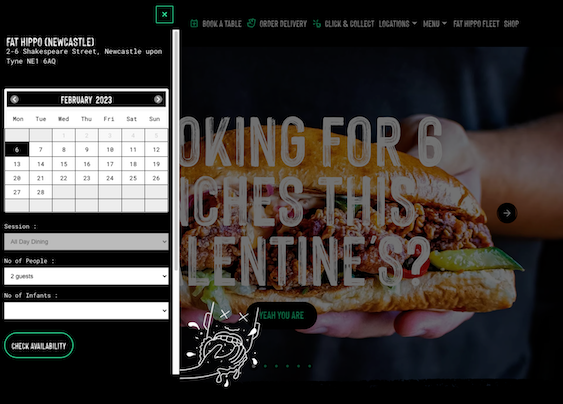 ×
BOOK A TABLE ORDER DELIVERY CLICK & COLLECT LOCATIONS MENU FAT HIPPO FLEET SHOP
FAT HIPPO (NEWCASTLE)
2-6 Shakespeare Street, Newcastle upon
Tyne NE1 6AQ
FEBRUARY 2023
Mon Tue Wed Thu Fri Sat Sun
1 2 3 4 5
6 7 8 9 10 11 12
13 14 15 16 17 18 19
20 21 22 23 24 25 26
27 28
Session :
All Day Dining
No of People :
2 guests
No of Infants :
CHECK AVAILABILITY
OKING FOR 6
CHES THIS
LENTINE'S?
YEAH YOU ARE